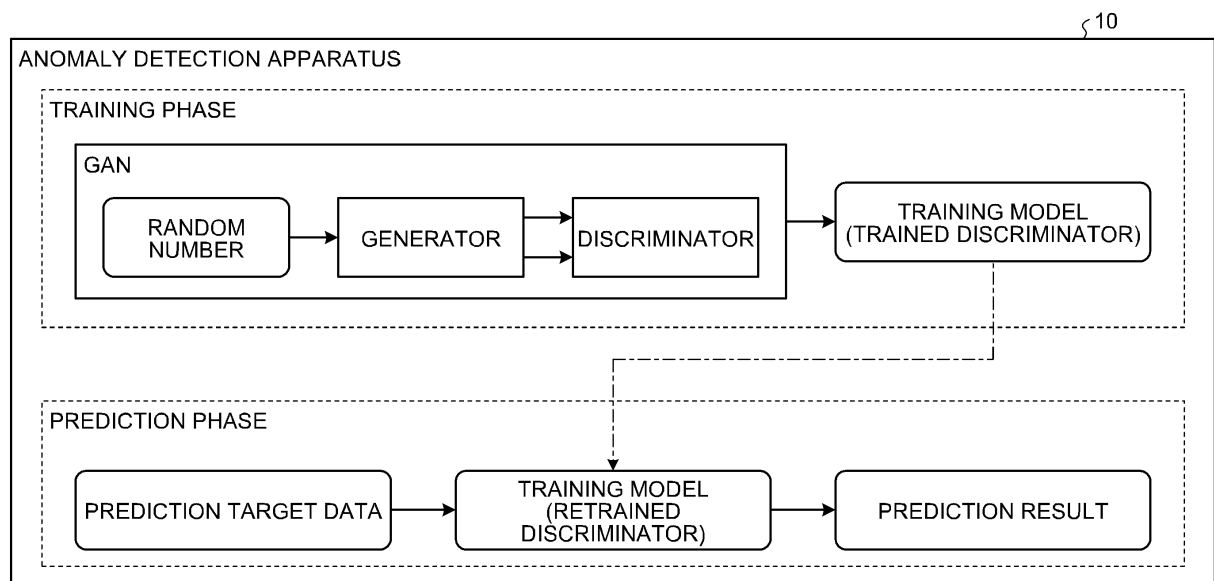 10
ANOMALY DETECTION APPARATUS
TRAINING PHASE
GAN
RANDOM
NUMBER
GENERATOR
DISCRIMINATOR
TRAINING MODEL
(TRAINED DISCRIMINATOR)
PREDICTION PHASE
PREDICTION TARGET DATA
TRAINING MODEL
(RETRAINED
DISCRIMINATOR)
PREDICTION RESULT